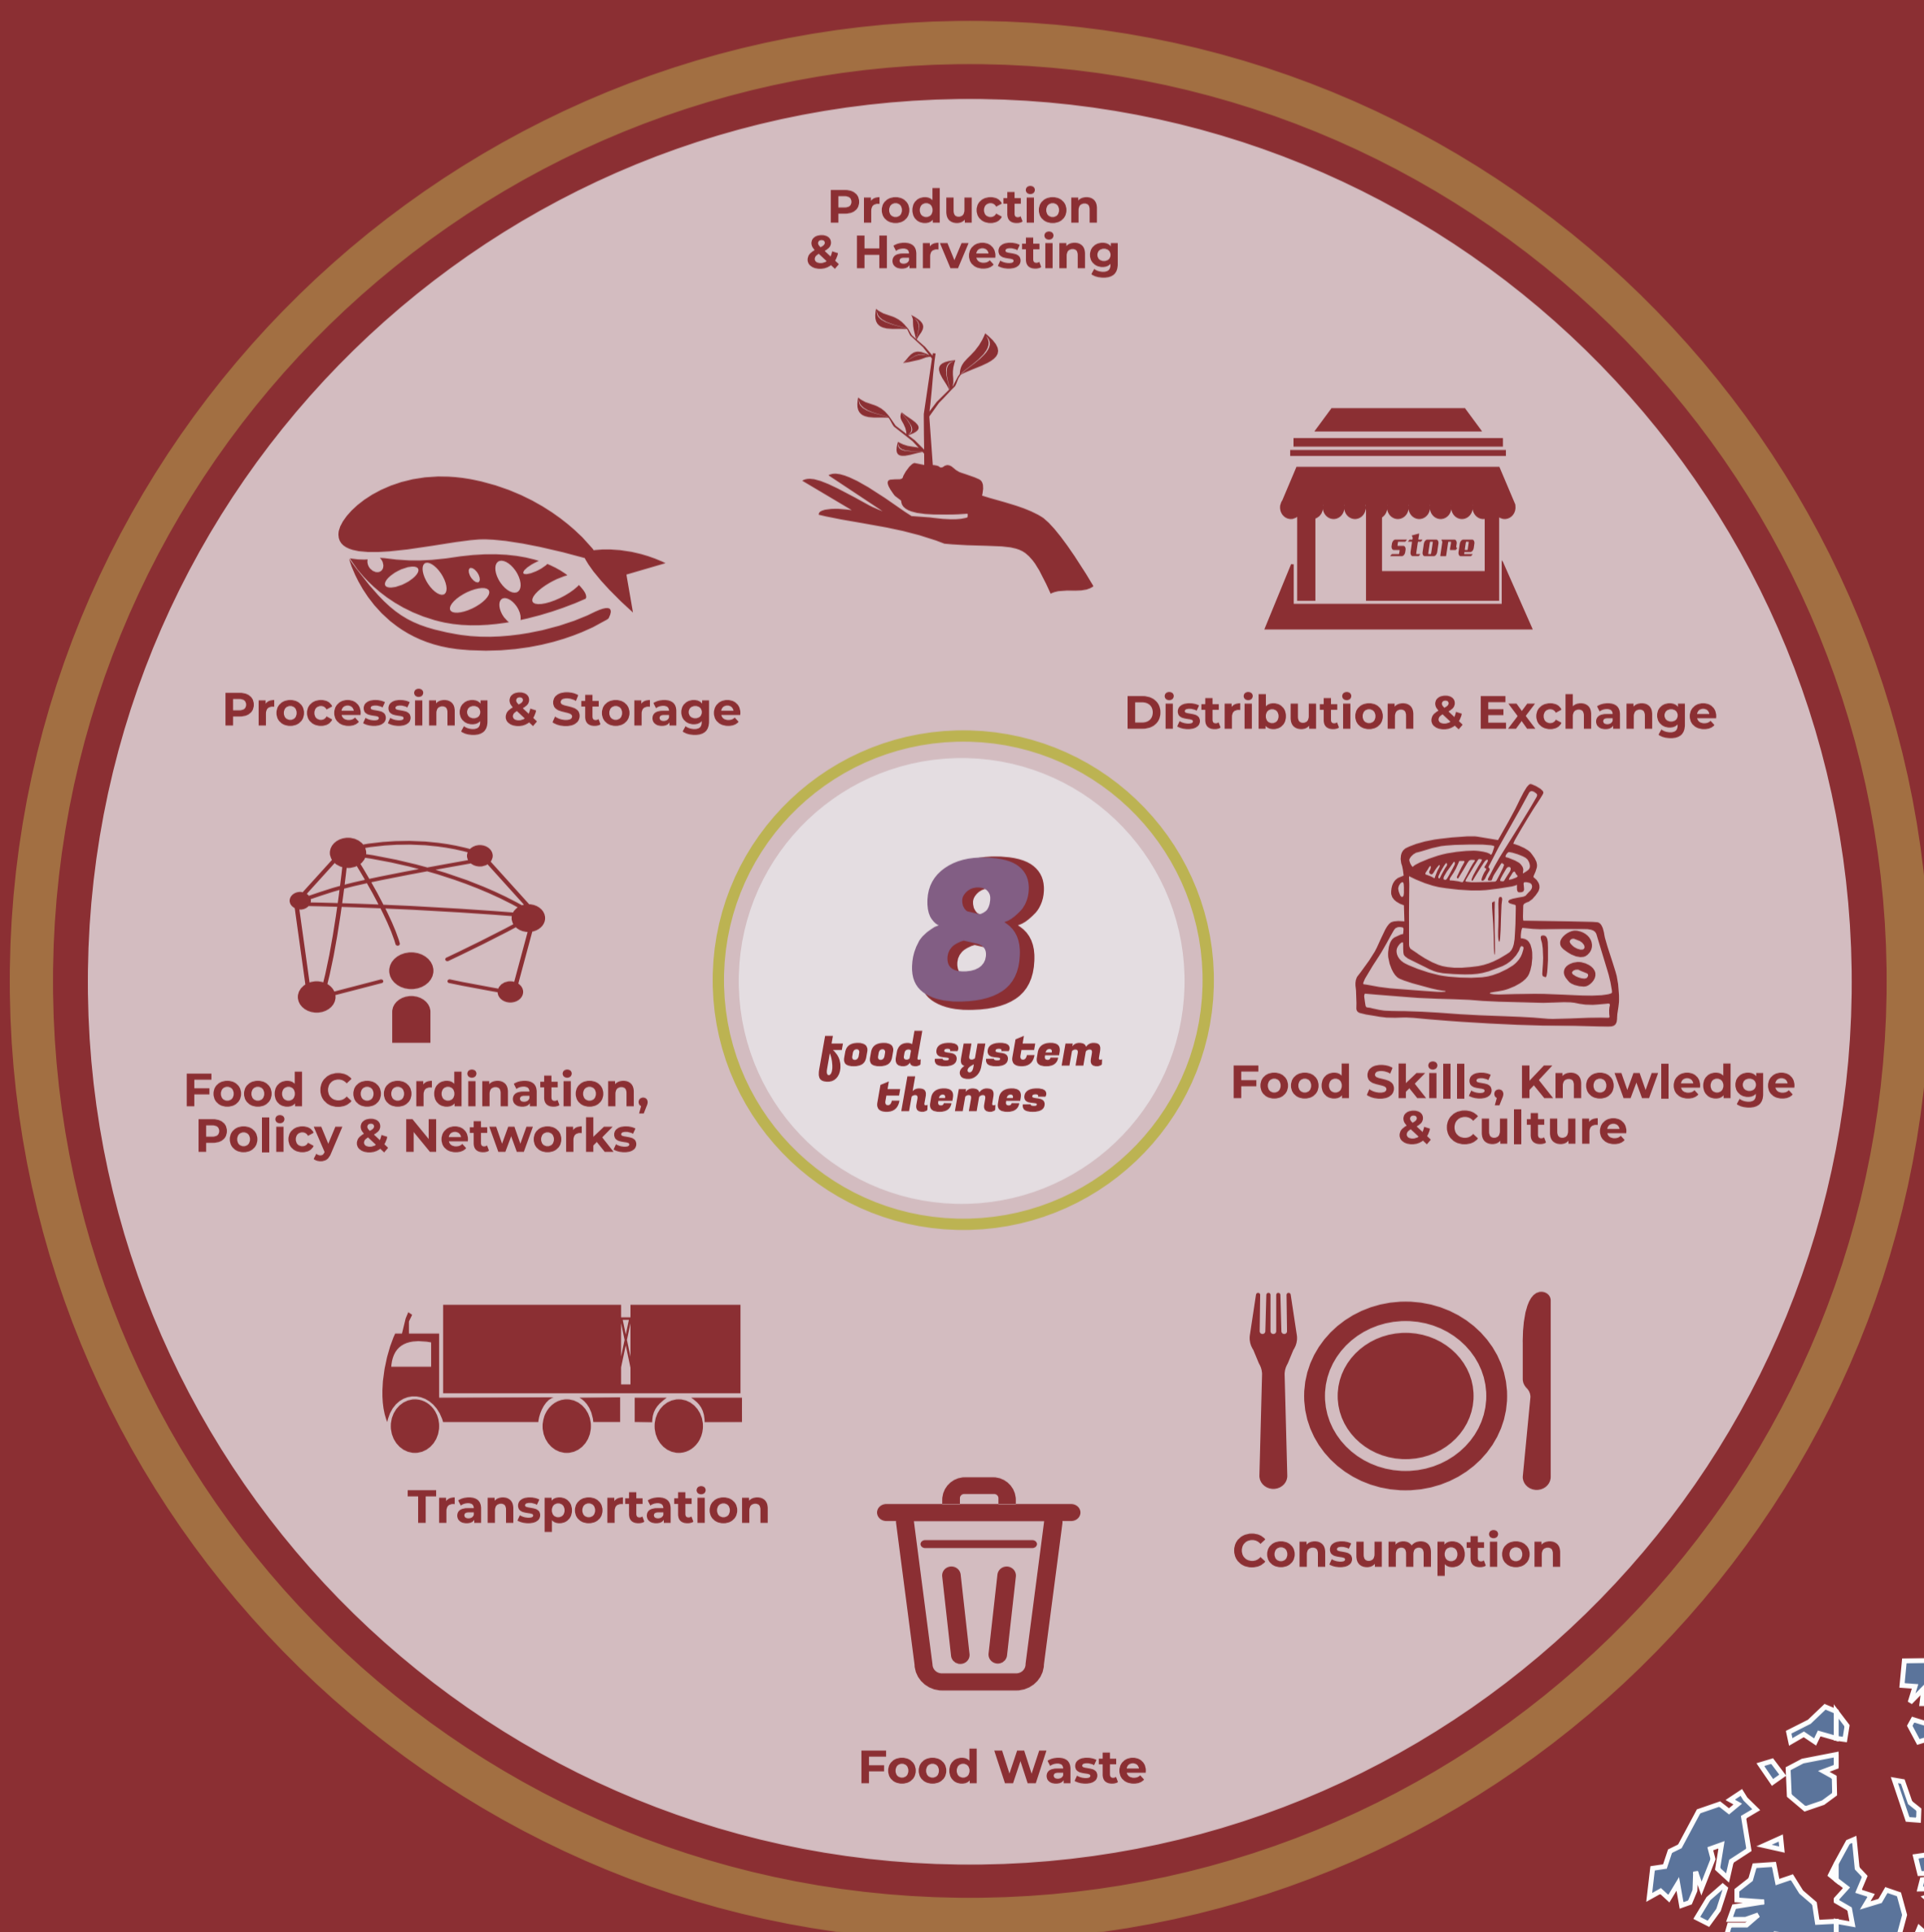 Production
& Harvesting
store
Processing & Storage
Distribution & Exchange
8
food system
themes
Food Coordination,
Policy & Networks
Food Skills, Knowledge
& Culture
Transportation
Consumption
Food Waste